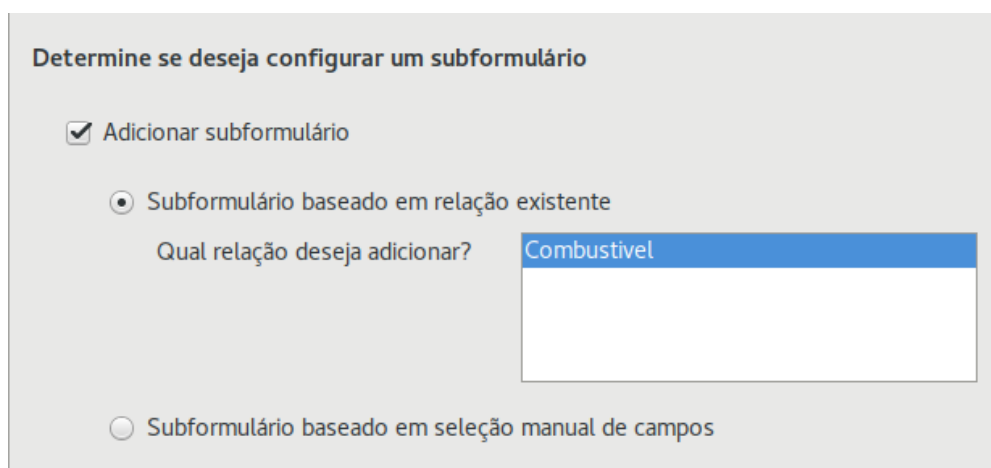 Determine se deseja configurar um subformulário
Adicionar subformulário
Subformulário baseado em relação existente
Qual relação deseja adicionar? Combustivel
Subformulário baseado em seleção manual de campos